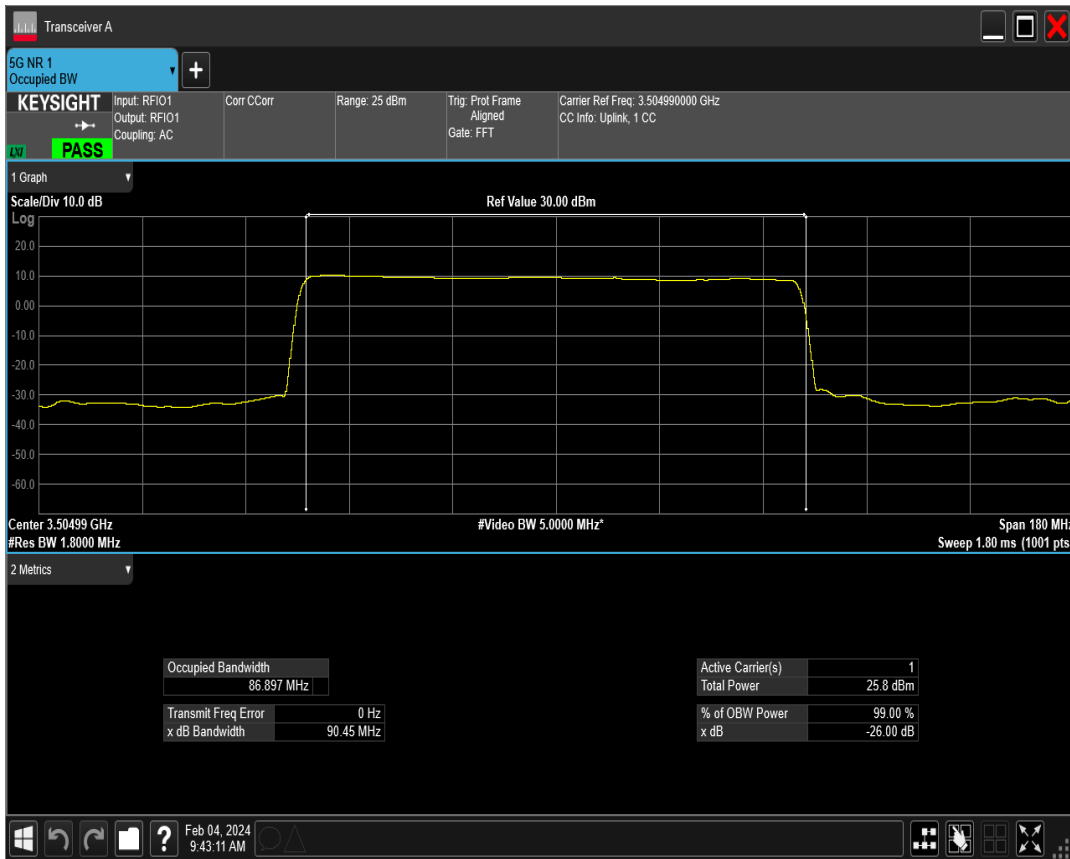 Transceiver A
5G NR 1
Occupied BW
KEYSIGHT
LXI
PASS
Input: RFIO1
Output: RFIO1
Coupling: AC
Corr CCorr
Range: 25 dBm
Trig: Prot Frame
Aligned
Gate: FFT
Carrier Ref Freq: 3.504990000 GHz
CC Info: Uplink, 1 CC
1 Graph
Scale/Div 10.0 dB
Ref Value 30.00 dBm
Log
20.0
10.0
0.00
-10.0
-20.0
-30.0
-40.0
-50.0
-60.0
Center 3.50499 GHz
#Video BW 5.0000 MHz*
Span 180 MHz
#Res BW 1.8000 MHz
Sweep 1.80 ms (1001 pts
2 Metrics
Occupied Bandwidth
86.897 MHz
Transmit Freq Error 0 Hz
x dB Bandwidth 90.45 MHz
Active Carrier(s) 1
Total Power 25.8 dBm
% of OBW Power 99.00 %
x dB -26.00 dB
?
Feb 04, 2024
9:43:11 AM